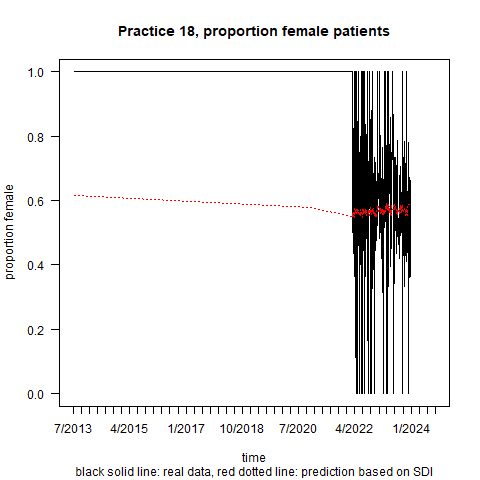 Practice 18, proportion female patients
proportion female
1.0
0.8
0.6
0.4
0.2
0.0
7/2013 4/2015 1/2017 10/2018 7/2020 4/2022 1/2024
time
black solid line: real data, red dotted line: prediction based on SDI